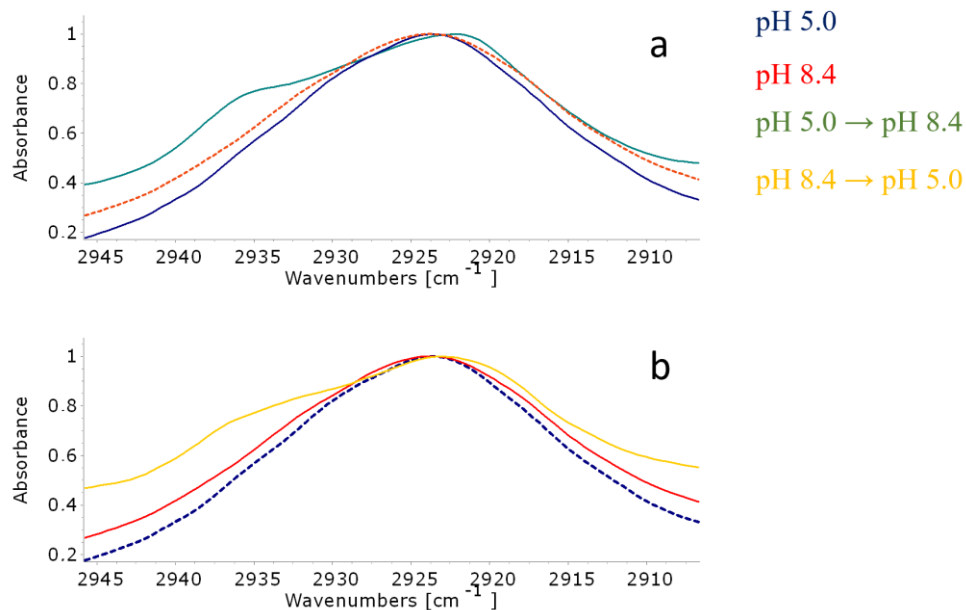 a
1
0.8
0.6
0.4
0.2
Absorbance
2945 2940 2935 2930 2925 2920 2915 2910
Wavenumbers [cm -1 ]
pH 5.0
pH 8.4
pH 5.0 → pH 8.4
pH 8.4 → pH 5.0
b
1
0.8
0.6
0.4
0.2
Absorbance
2945 2940 2935 2930 2925 2920 2915 2910
Wavenumbers [cm -1 ]